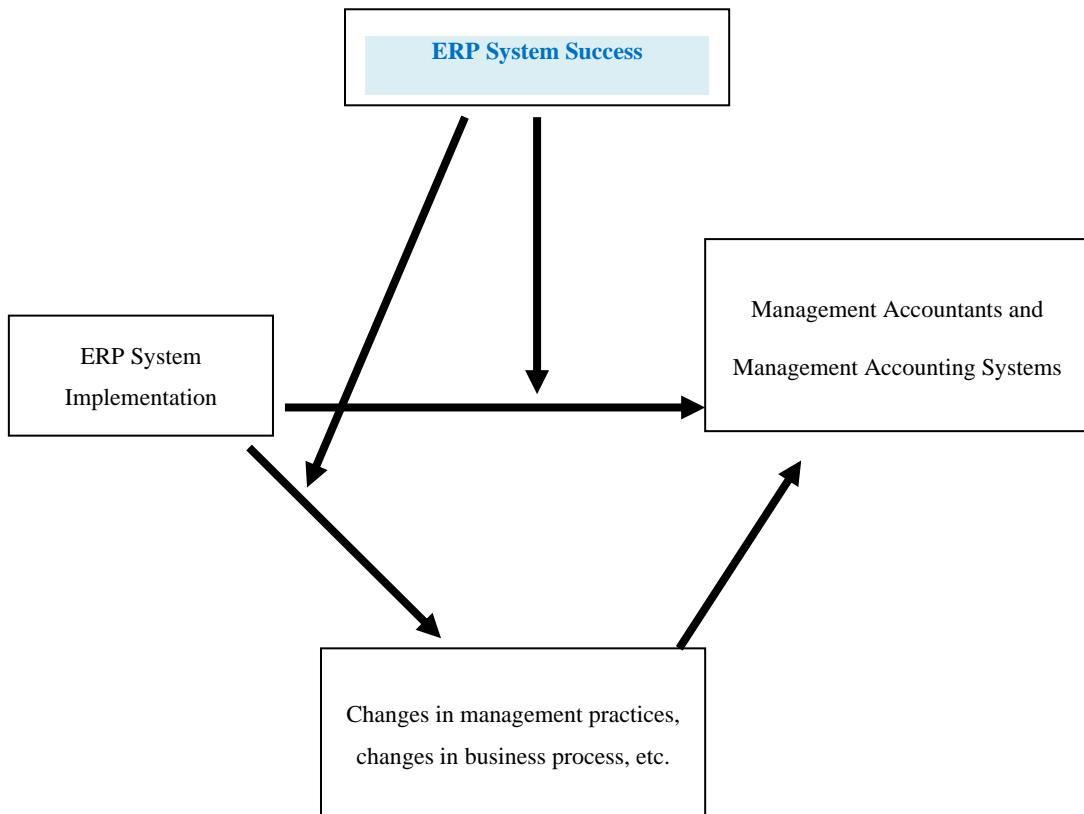 ERP System Success
Management Accountants and
Management Accounting Systems
ERP System
Implementation
Changes in management practices,
changes in business process, etc.